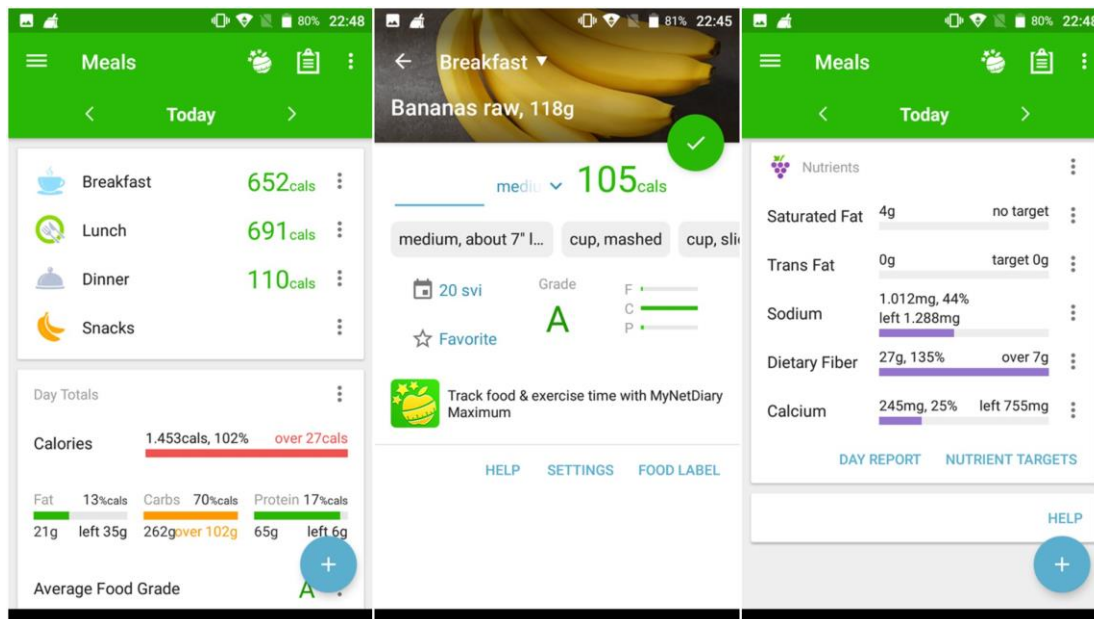 80% 22:48
Meals
Today
Breakfast 652cals
Lunch 691cals
Dinner 110cals
Snacks
Day Totals
Calories 1.453cals, 102% over 27cals
Fat 13%cals Carbs 70%cals Protein 17%cals
21g left 35g 262gover 102g 65g left 6g
Average Food Grade A
81% 22:45
Breakfast
Bananas raw, 118g
105cals
medium, about 7" l... cup, mashed
20 svi
Grade
A
F
C
P
Favorite
Track food & exercise time with MyNetDiary
Maximum
HELP SETTINGS FOOD LABEL
80% 22:48
Meals
Today
Nutrients
Saturated Fat 4g no target
Trans Fat 0g target 0g
Sodium 1.012mg, 44%
left 1.288mg
Dietary Fiber 27g, 135% over 7g
Calcium 245mg, 25% left 755mg
DAY REPORT NUTRIENT TARGETS
HELP